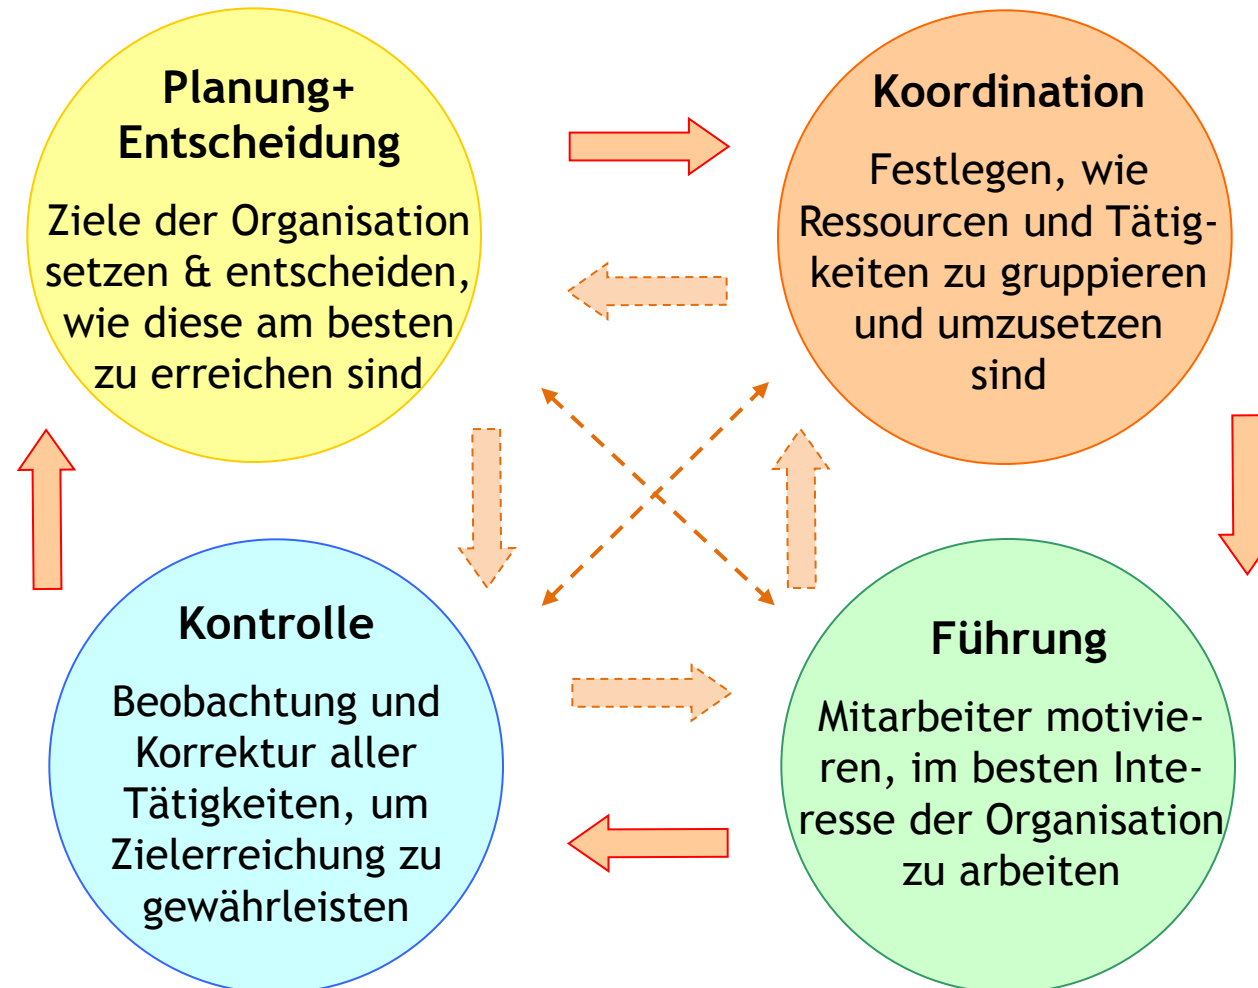 Planung+
Entscheidung
Ziele der Organisation
setzen & entscheiden,
wie diese am besten
zu erreichen sind
Koordination
Festlegen, wie
Ressourcen und Tätig-
keiten zu gruppieren
und umzusetzen
sind
Kontrolle
Beobachtung und
Korrektur aller
Tätigkeiten, um
Zielerreichung zu
gewährleisten
Führung
Mitarbeiter motivie-
ren, im besten Inte-
resse der Organisation
zu arbeiten